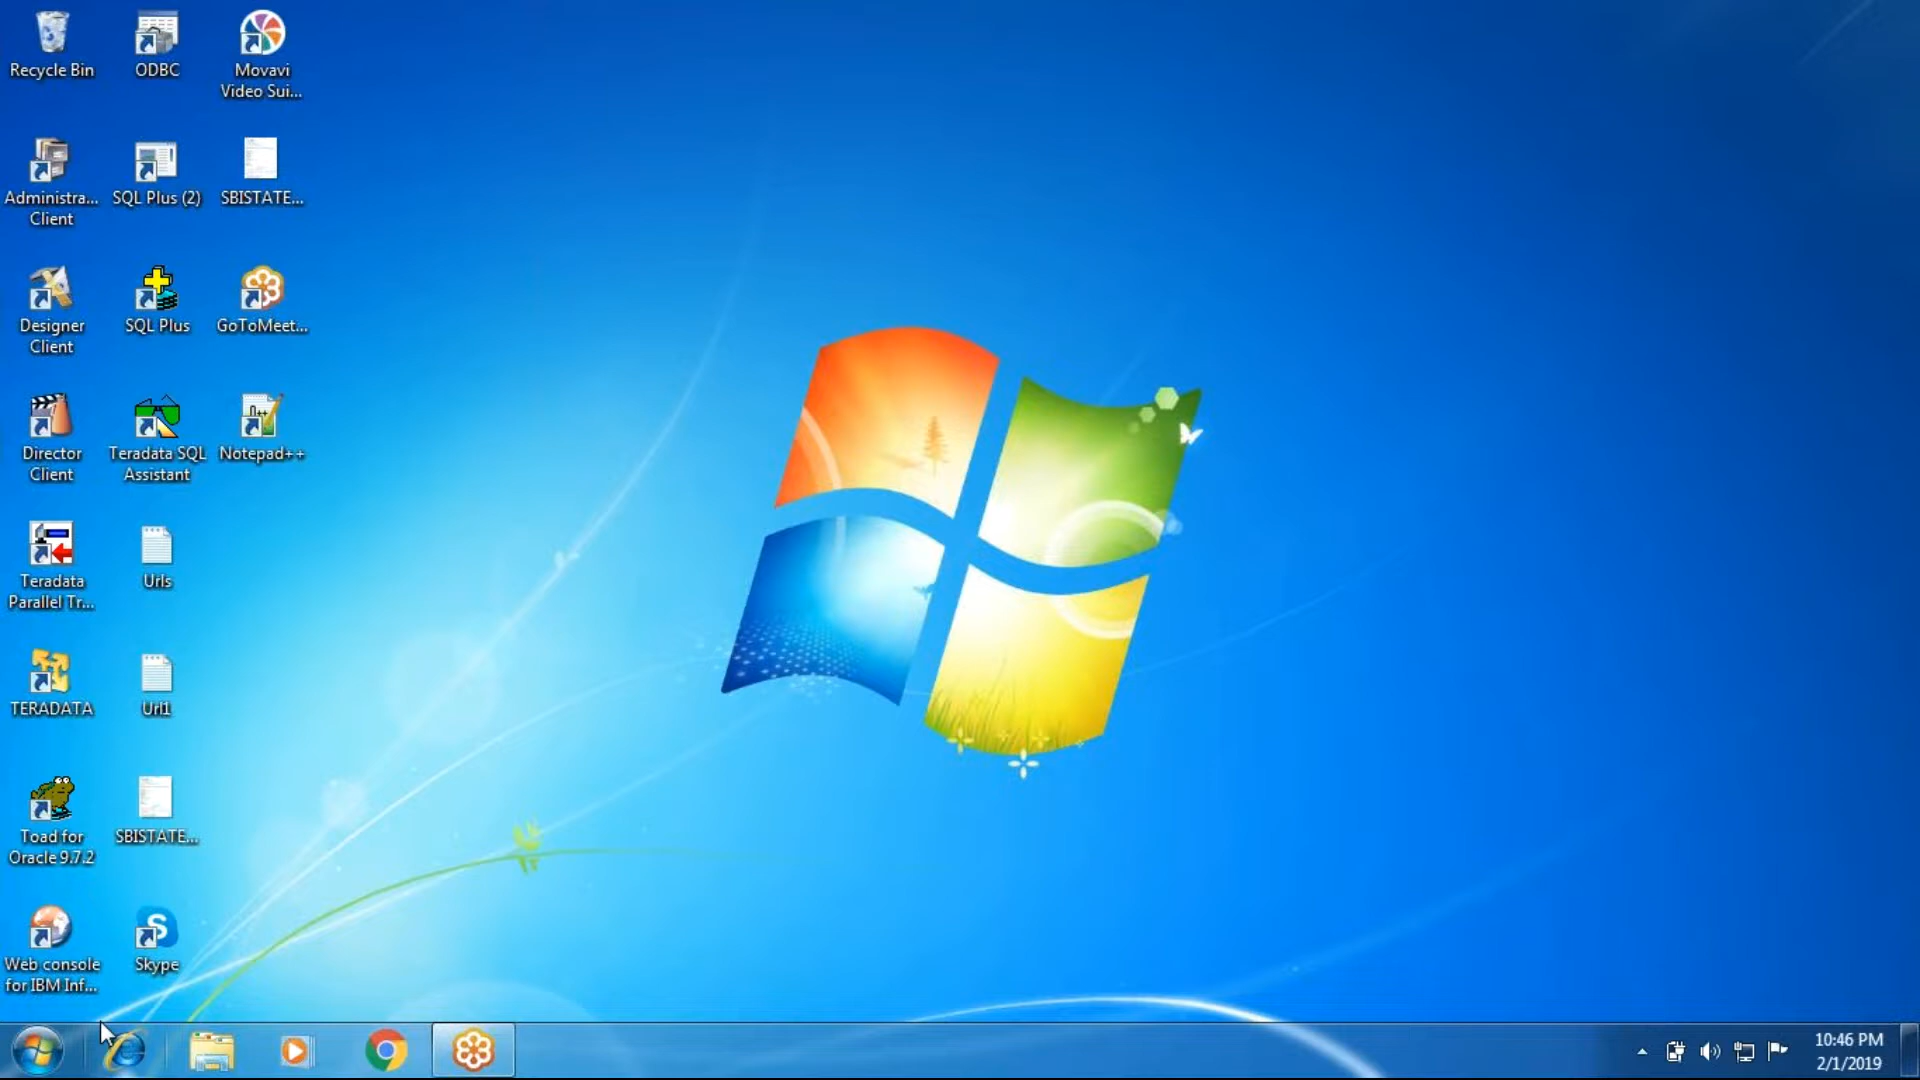 Recycle Bin
ODBC
Movavi
Video Sui...
Administra...
Client
SQL Plus (2)
SBISTATE...
Designer
Client
SQL Plus
GoToMeet...
Director
Client
Teradata SQL
Assistant
Notepad++
Teradata
Parallel Tr...
Urls
TERADATA
Url1
Toad for
Oracle 9.7.2
SBISTATE...
Web console
for IBM Inf...
Skype
10:46 PM
2/1/2019